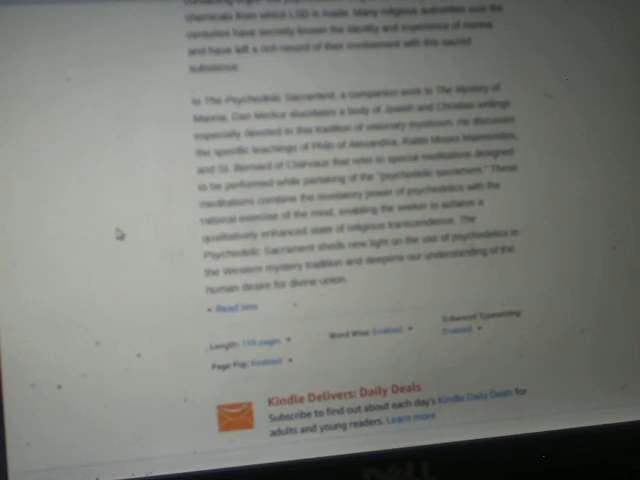 chemicals from which LSD is made. Many religious authorities over the
centuries have secretly known the identity and experience of manna
and have left a rich record of their involvement with this sacred
substance.
In The Psychedelic Sacrament, a companion work to The Mystery of
Manna, Dan Merkur elucidates a body of Jewish and Christian writings
especially devoted to this tradition of visionary mysticism. He discusses
the specific teachings of Philo of Alexandria, Rabbi Moses Maimonides,
and St. Bernard of Clairvaux that refer to special meditations designed
to be performed while partaking of the "psychedelic sacrament." These
meditations combine the revelatory power of psychedelics with the
rational exercise of the mind, enabling the seeker to achieve a
qualitatively enhanced state of religious transcendence. The
Psychedelic Sacrament sheds new light on the use of psychedelics in
the Western mystery tradition and deepens our understanding of the
human desire for divine union.
Read less
Length: pages Word Wise: Enabled Enhanced Typesetting:
Enabled
Page Flip: Enabled
Kindle Delivers: Daily Deals
Subscribe to find out about each day's Kindle Daily Deals for
adults and young readers. Learn more
DELL